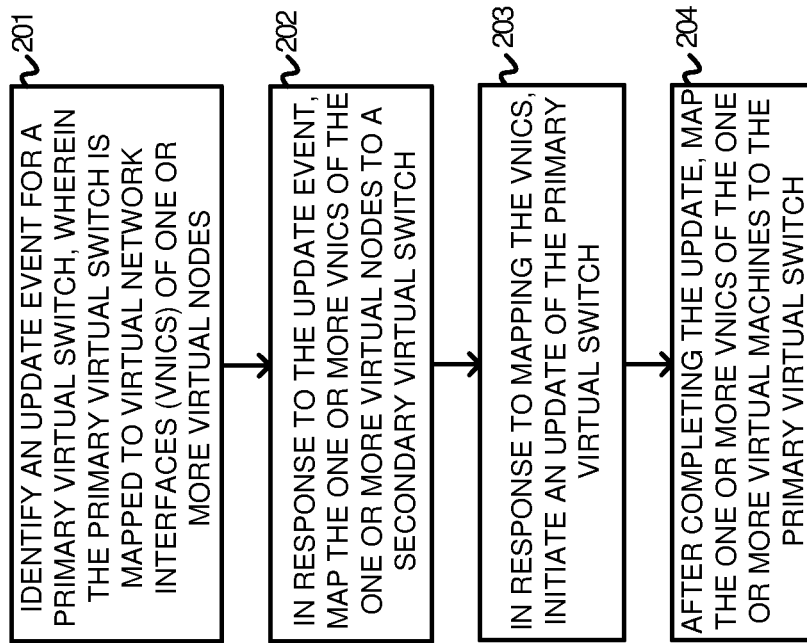 201
IDENTIFY AN UPDATE EVENT FOR A
PRIMARY VIRTUAL SWITCH, WHEREIN
THE PRIMARY VIRTUAL SWITCH IS
MAPPED TO VIRTUAL NETWORK
INTERFACES (VNICS) OF ONE OR
MORE VIRTUAL NODES
202
IN RESPONSE TO THE UPDATE EVENT,
MAP THE ONE OR MORE VNICS OF THE
ONE OR MORE VIRTUAL NODES TO A
SECONDARY VIRTUAL SWITCH
203
IN RESPONSE TO MAPPING THE VNICS,
INITIATE AN UPDATE OF THE PRIMARY
VIRTUAL SWITCH
204
AFTER COMPLETING THE UPDATE, MAP
THE ONE OR MORE VNICS OF THE ONE
OR MORE VIRTUAL MACHINES TO THE
PRIMARY VIRTUAL SWITCH